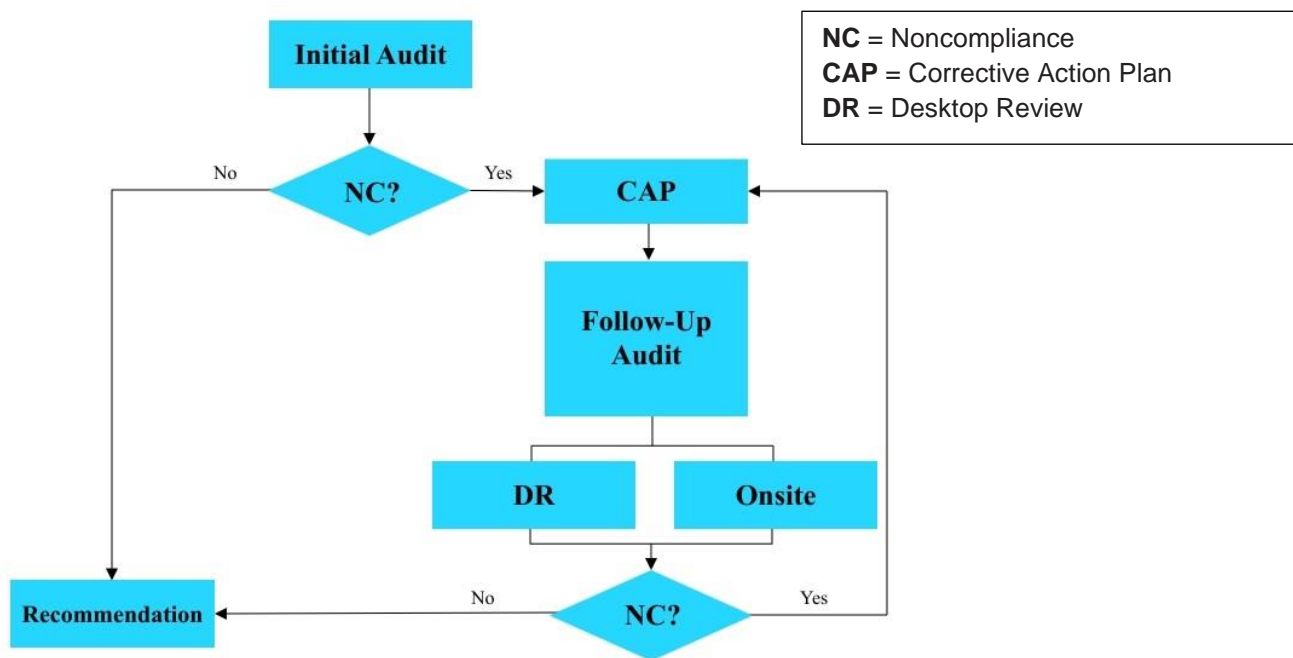 Initial Audit
NC = Noncompliance
CAP = Corrective Action Plan
DR = Desktop Review
No
NC?
Yes
CAP
Follow-Up
Audit
DR
Onsite
Recommendation
No
NC?
Yes